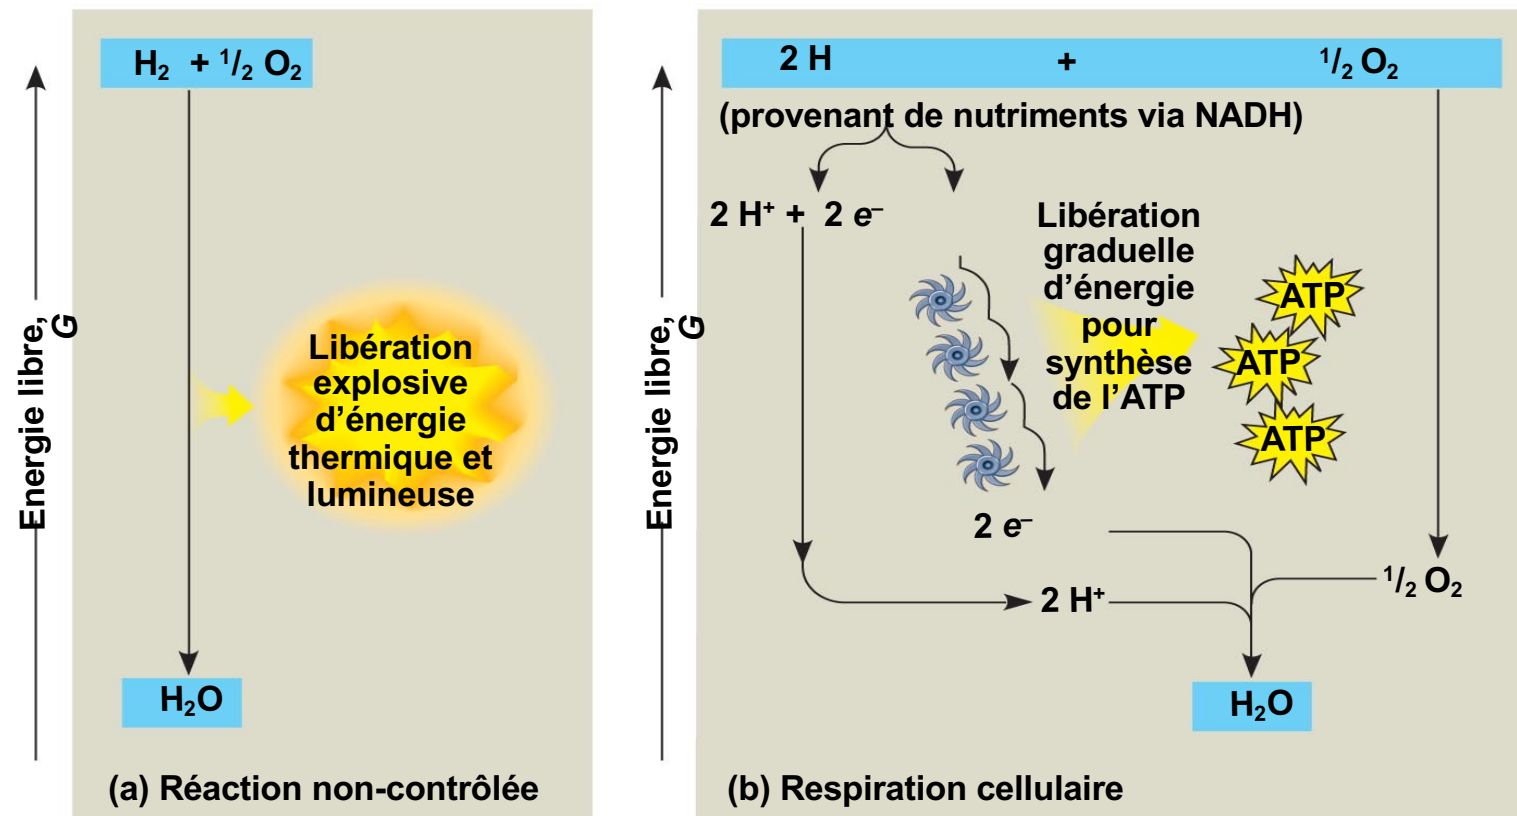 H₂ + ¹/₂ O₂
Energie libre, G
Libération
explosive
d’énergie
thermique et
lumineuse
H₂O
(a) Réaction non-contrôlée
2 H + ¹/₂ O₂
(provenant de nutriments via NADH)
2 H⁺ + 2 e⁻
Energie libre, G
Libération
graduelle
d’énergie
pour
synthèse
de l’ATP
ATP
ATP
ATP
2 e⁻
¹/₂ O₂
2 H⁺
H₂O
(b) Respiration cellulaire